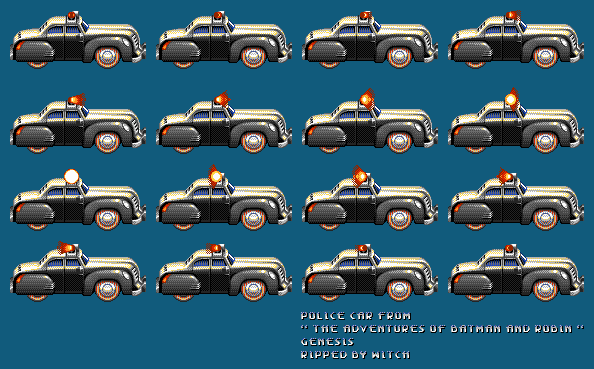 POLICE CAR FROM
" THE ADVENTURES OF BATMAN AND ROBIN "
GENESIS
RIPPED BY WITCH